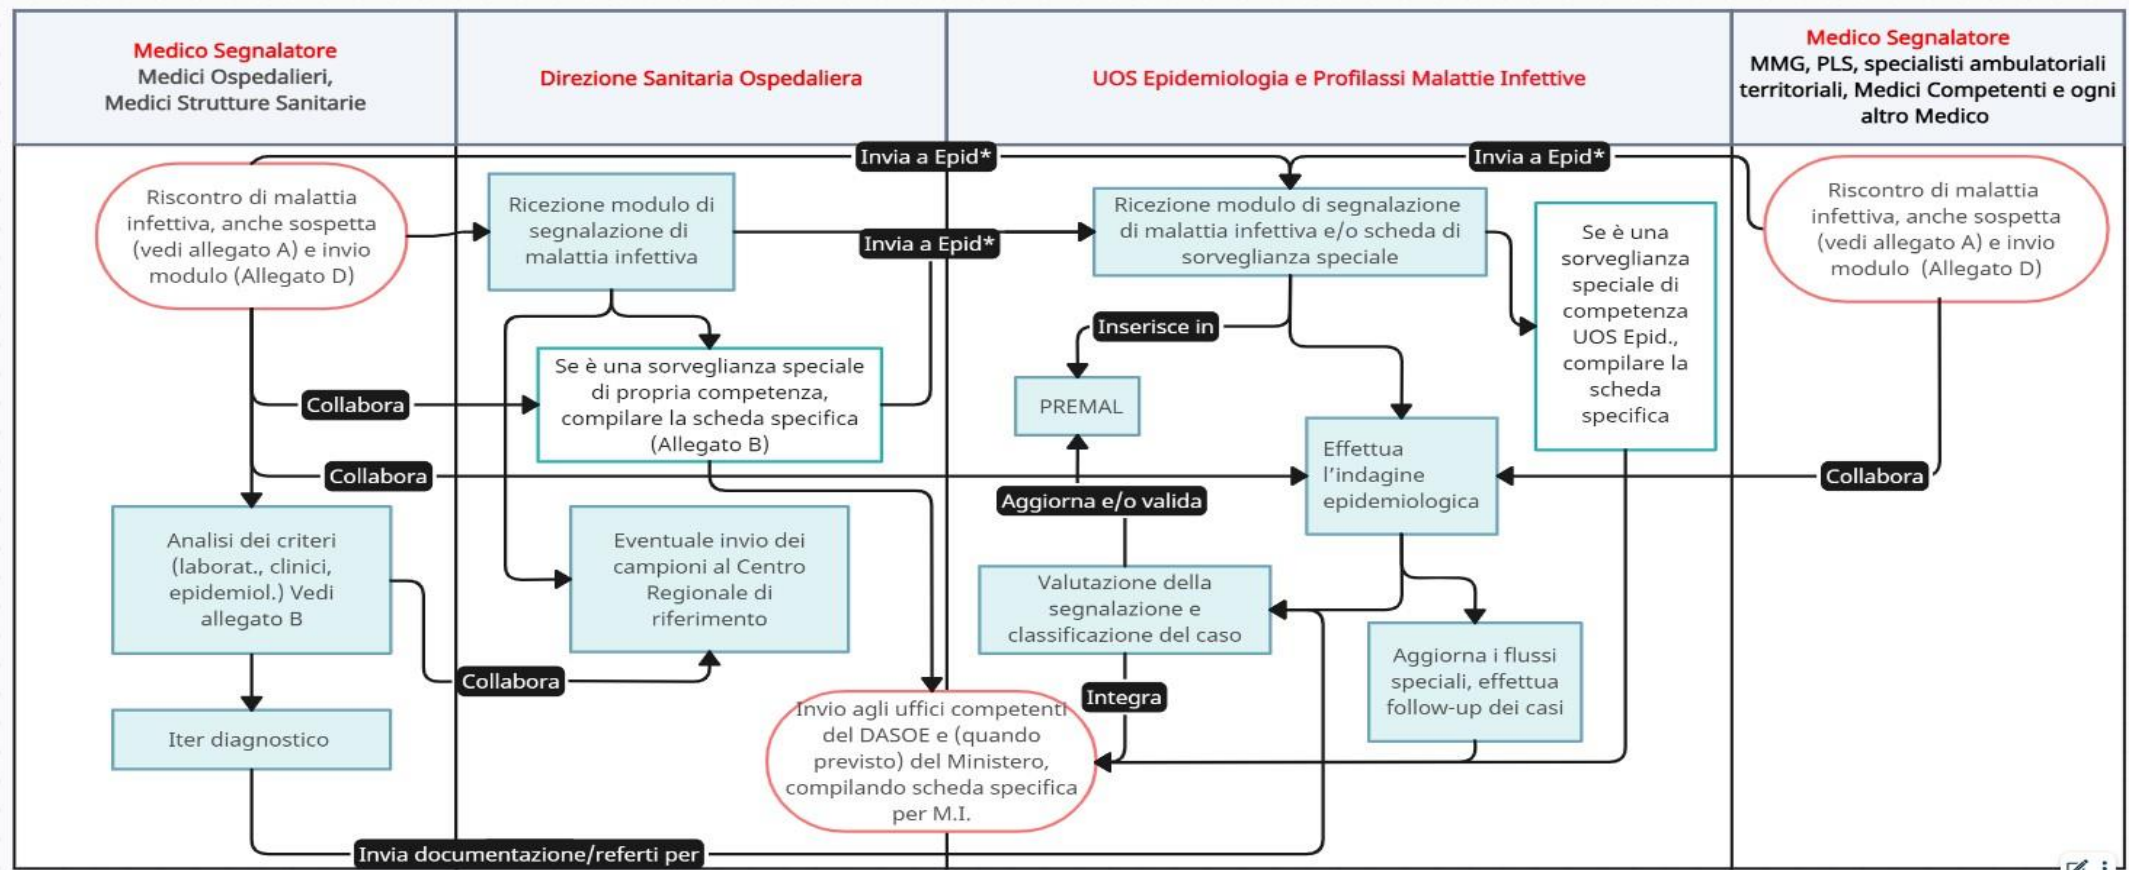 Medico Segnalatore
Medici Ospedalieri,
Medici Strutture Sanitarie
Direzione Sanitaria Ospedaliera
UOS Epidemiologia e Profilassi Malattie Infettive
Medico Segnalatore
MMG, PLS, specialisti ambulatoriali
territoriali, Medici Competenti e ogni
altro Medico
Invia a Epid*
Invia a Epid*
Riscontro di malattia
infettiva, anche sospetta
(vedi allegato A) e invio
modulo (Allegato D)
Ricezione modulo di
segnalazione di
malattia infettiva
Invia a Epid*
Ricezione modulo di segnalazione
di malattia infettiva e/o scheda di
sorveglianza speciale
Se è una
sorveglianza
speciale di
competenza
UOS Epid.,
compilare la
scheda
specifica
Riscontro di malattia
infettiva, anche sospetta
(vedi allegato A) e invio
modulo (Allegato D)
Inserisce in
Se è una sorveglianza speciale
di propria competenza,
compilare la scheda specifica
(Allegato B)
Collabora
PREMAL
Effettua
l'indagine
epidemiologica
Collabora
Collabora
Aggiorna e/o valida
Analisi dei criteri
(laborat., clinici,
epidemiol.) Vedi
allegato B
Eventuale invio dei
campioni al Centro
Regionale di
riferimento
Valutazione della
segnalazione e
classificazione del caso
Collabora
Integra
Aggiorna i flussi
speciali, effettua
follow-up dei casi
Iter diagnostico
Invio agli uffici competenti
del DASOE e (quando
previsto) del Ministero,
compilando scheda specifica
per M.I.
Invia documentazione/referti per